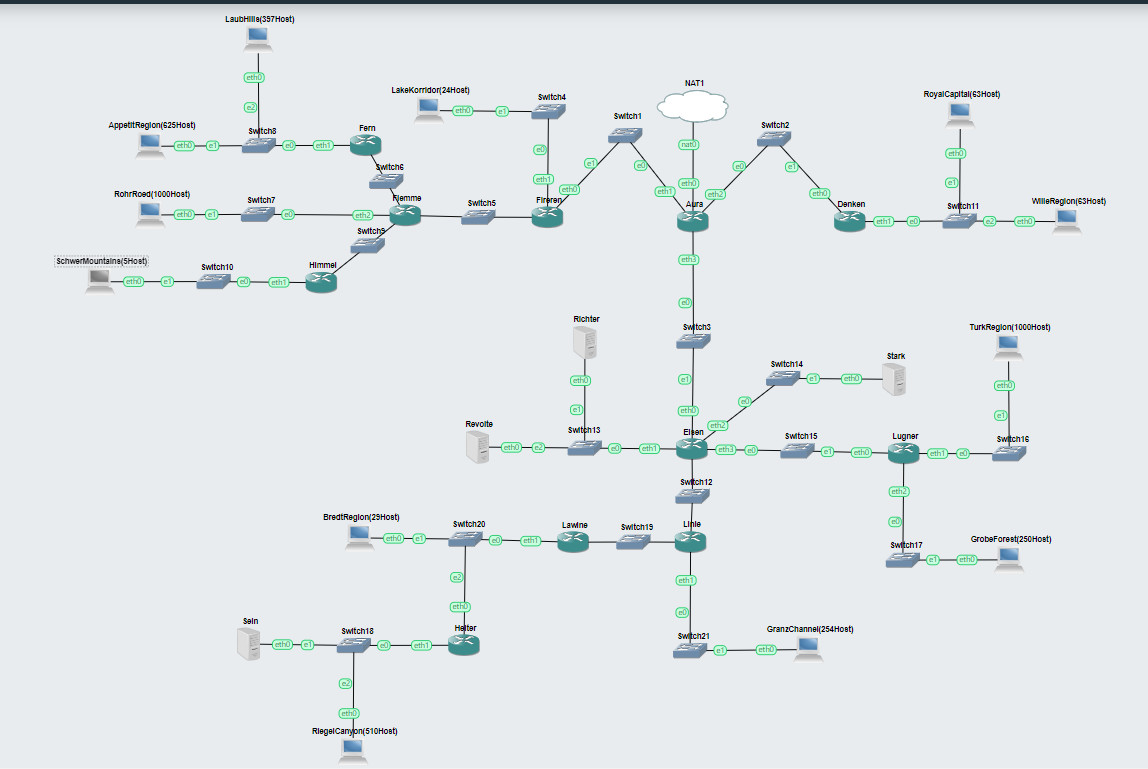 LaubHills(397Host)
eth0
e2
AppetitRegion(625Host)
eth0
e1
Switch8
e0
eth1
Fern
Switch6
LakeKorridor(24Host)
eth0
e1
Switch4
e0
eth1
Switch1
e1
e0
eth0
eth1
NAT1
nat0
eth0
Switch2
e0
e1
eth2
eth0
RoyalCapital(63Host)
eth0
e1
RohrRoed(1000Host)
eth0
e1
Switch7
e0
eth2
Flemme
Switch5
Fireren
Aura
Denken
eth1
e0
Switch11
e2
eth0
WilleRegion(63Host)
Switch9
SchwerMountains(5Host)
eth0
e1
Switch10
e0
eth1
Himmel
eth3
e0
Switch3
e1
eth0
Richter
eth0
e1
TurkRegion(1000Host)
eth0
e1
Switch14
e0
e1
eth0
Stark
eth2
Revolte
eth0
e2
Switch13
e0
eth1
Eisen
eth3
e0
Switch15
e1
eth0
Lugner
eth1
e0
Switch16
Switch12
eth2
e0
BredtRegion(29Host)
eth0
e1
Switch20
e0
eth1
Lawine
Switch19
Linie
Switch17
e1
eth0
GrobeForest(250Host)
e2
eth0
eth1
e0
Sein
eth0
e1
Switch18
e0
eth1
Heiter
Switch21
e1
eth0
GranzChannel(254Host)
e2
eth0
RiegelCanyon(510Host)